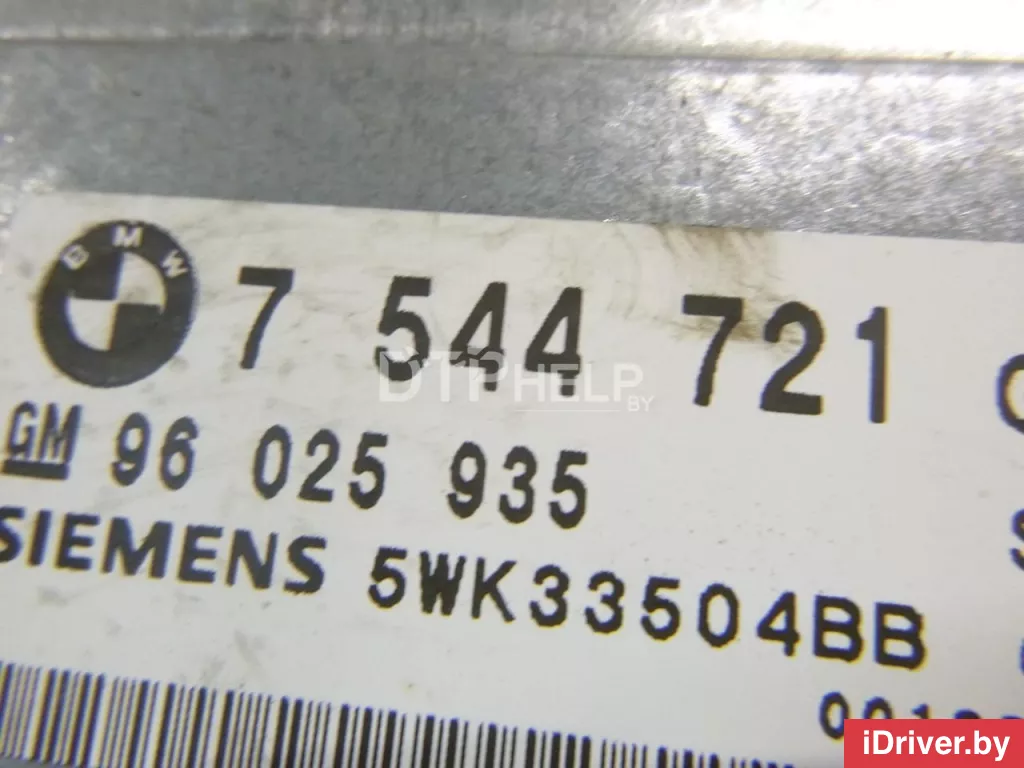 BMW 7 544 721
GM 96 025 935
SIEMENS 5WK33504BB
DTPHELP
.BY
iDriver.by